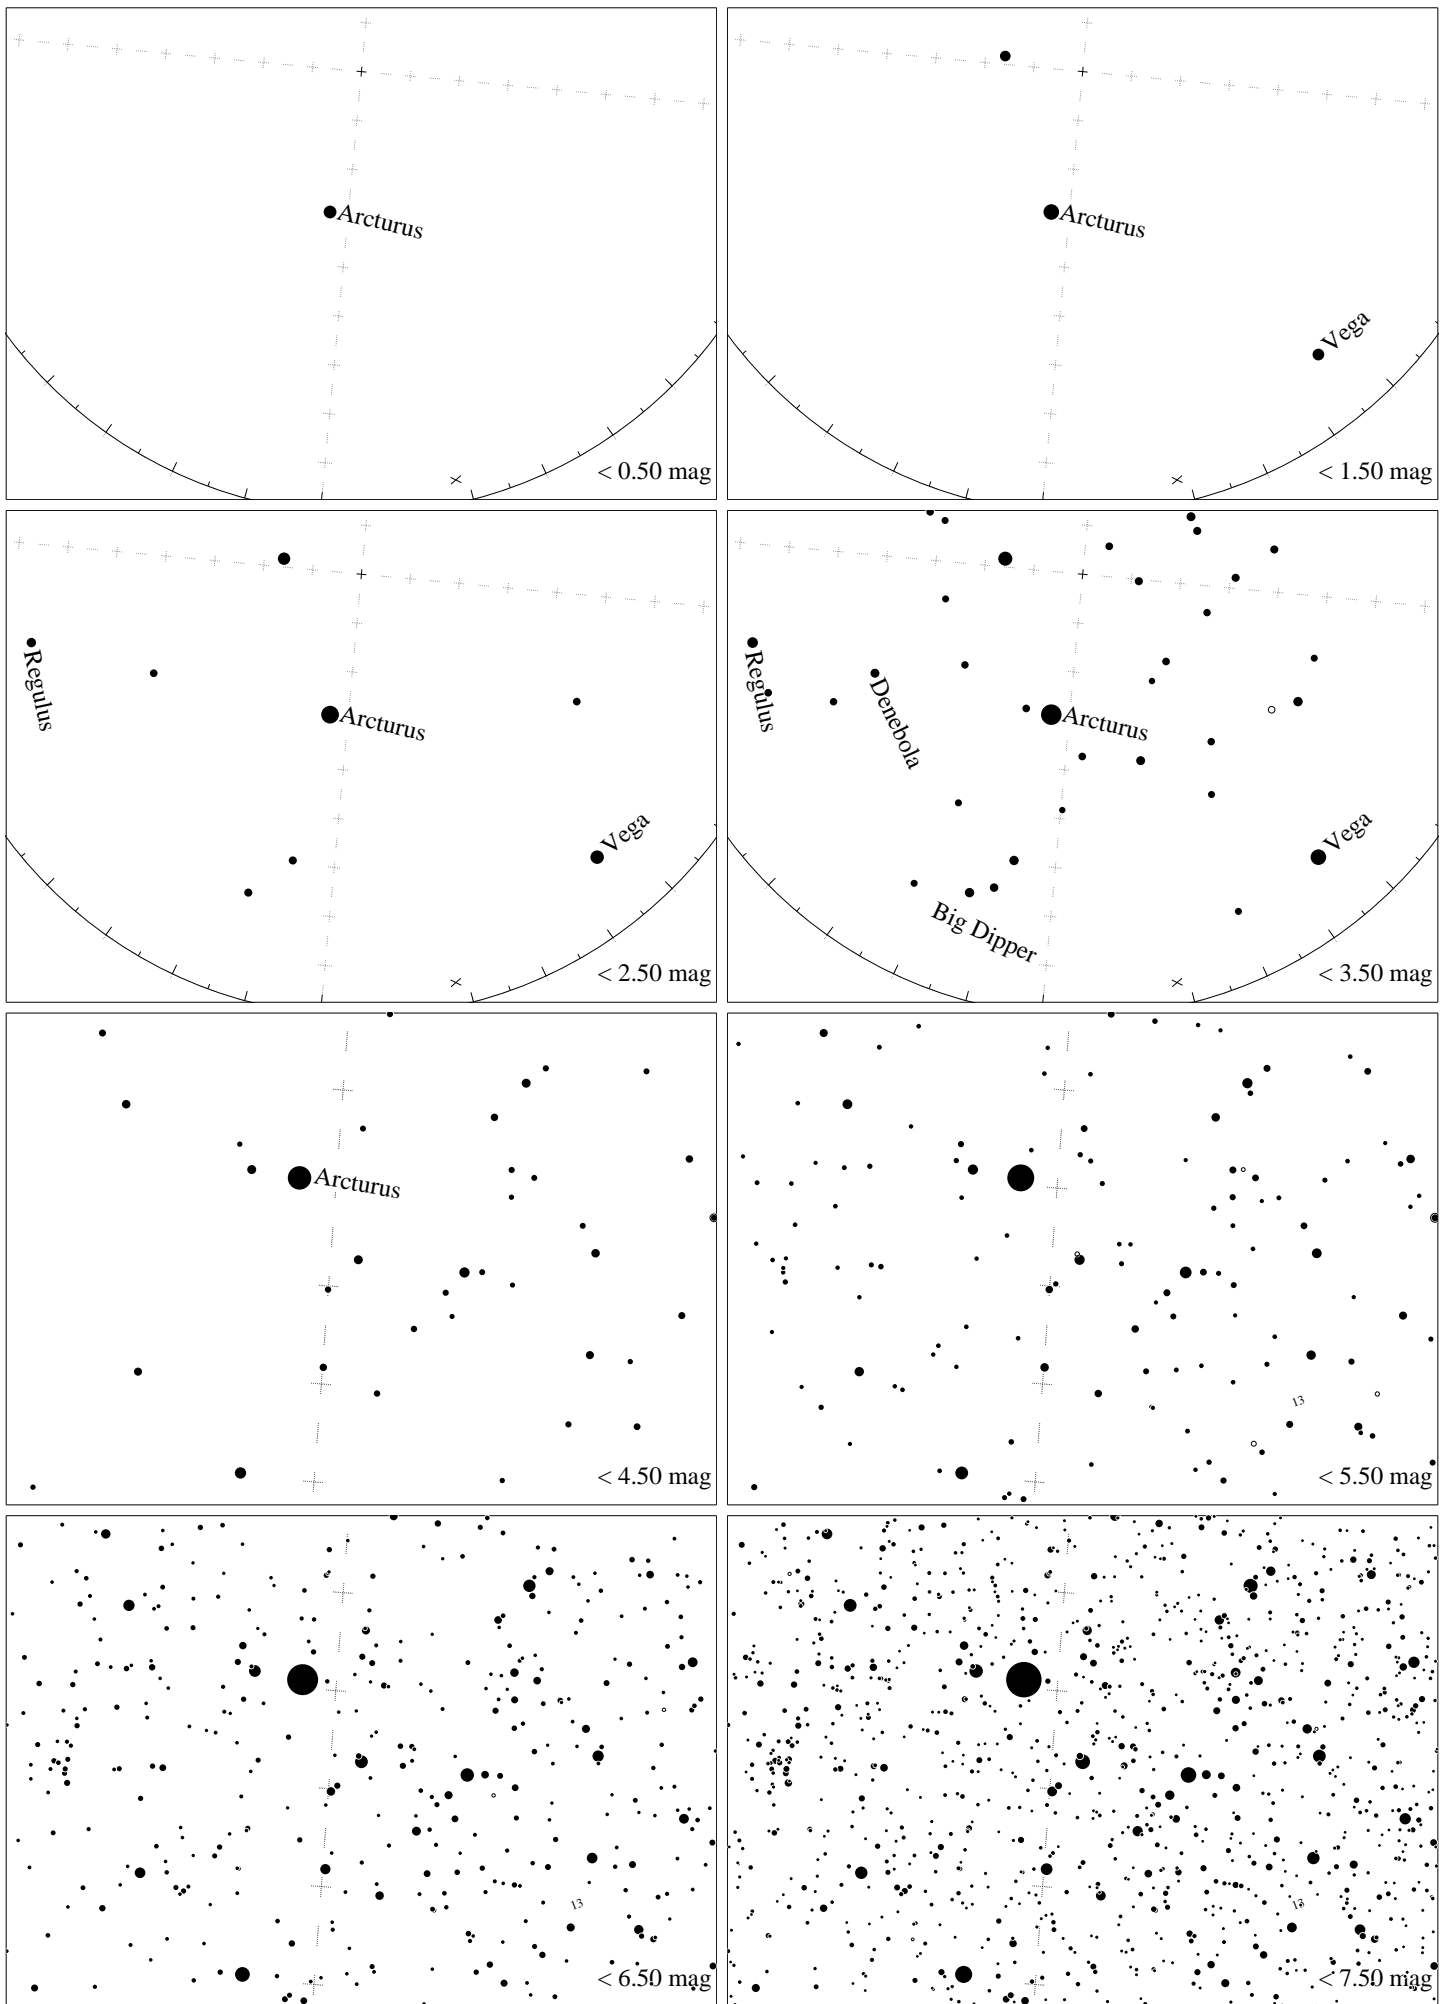 Arcturus
< 0.50 mag
Arcturus
Vega
< 1.50 mag
Regulus
Arcturus
Vega
< 2.50 mag
Regulus
Denebola
Arcturus
Vega
Big Dipper
< 3.50 mag
Arcturus
< 4.50 mag
13
< 5.50 mag
13
< 6.50 mag
13
< 7.50 mag